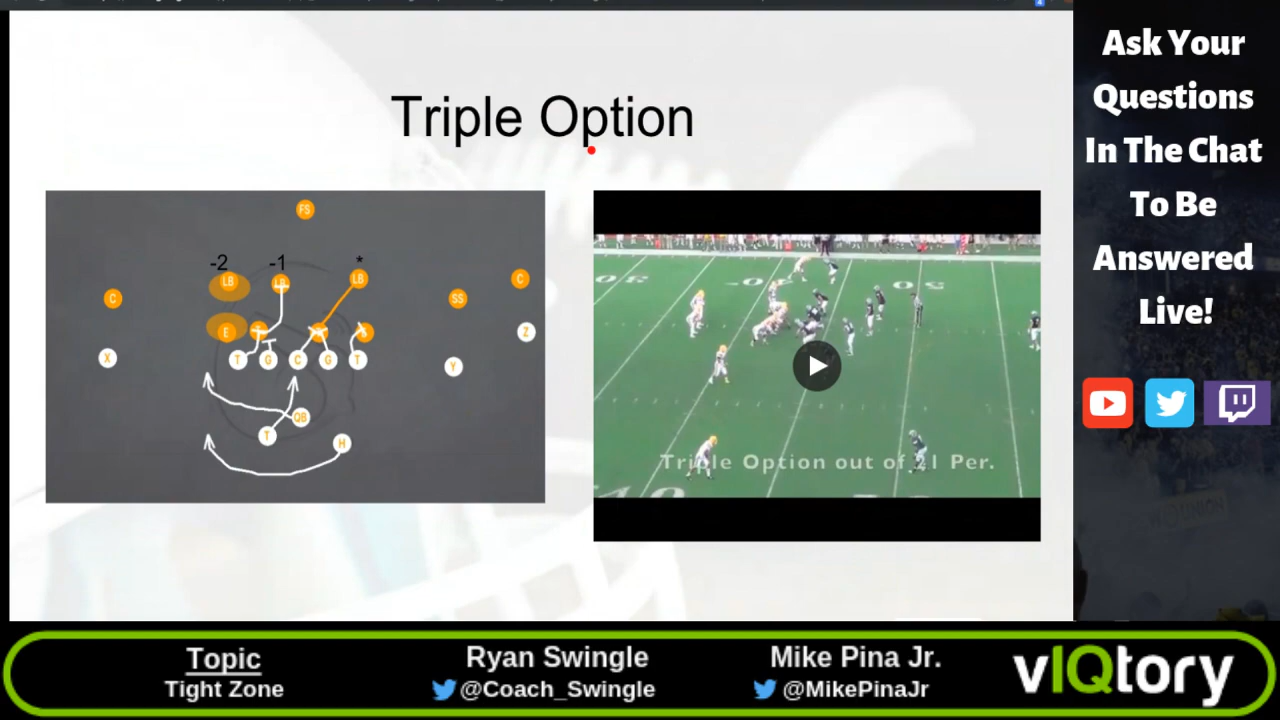 Triple Option
FS
-2
-1
*
LB
LB
C
C
SS
E
Z
X
T
G
C
G
T
Y
QB
T
H
Triple Option out of 21 Per.
Ask Your
Questions
In The Chat
To Be
Answered
Live!
Topic
Tight Zone
Ryan Swingle
@Coach_Swingle
Mike Pina Jr.
@MikePinaJr
vIQtory